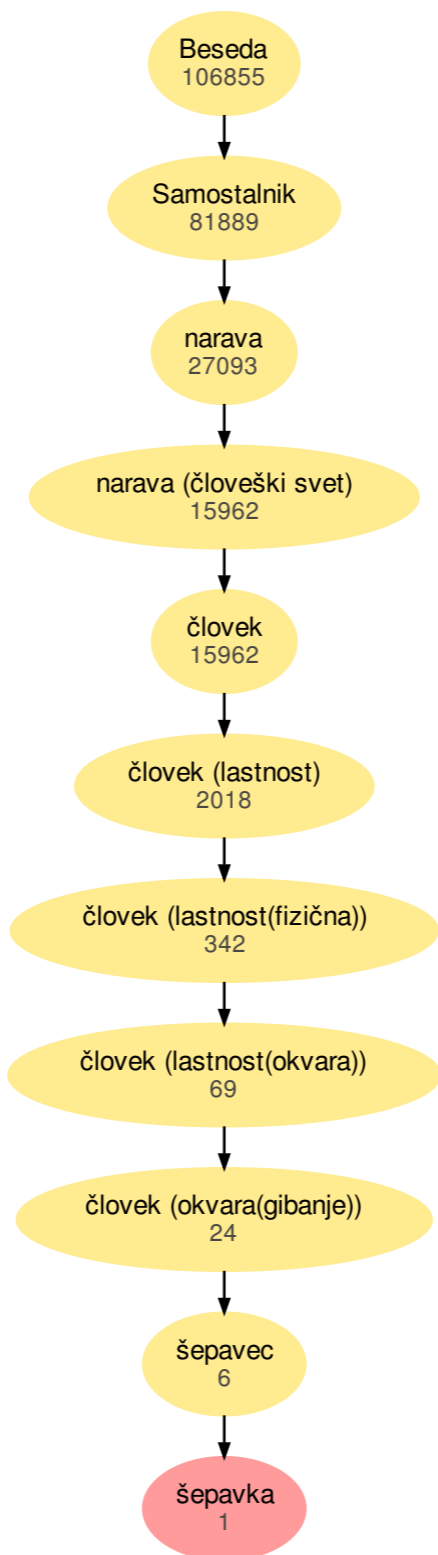 Beseda
106855
Samostalnik
81889
narava
27093
narava (človeški svet)
15962
človek
15962
človek (lastnost)
2018
človek (lastnost(fizična))
342
človek (lastnost(okvara))
69
človek (okvara(gibanje))
24
šepavec
6
šepavka
1